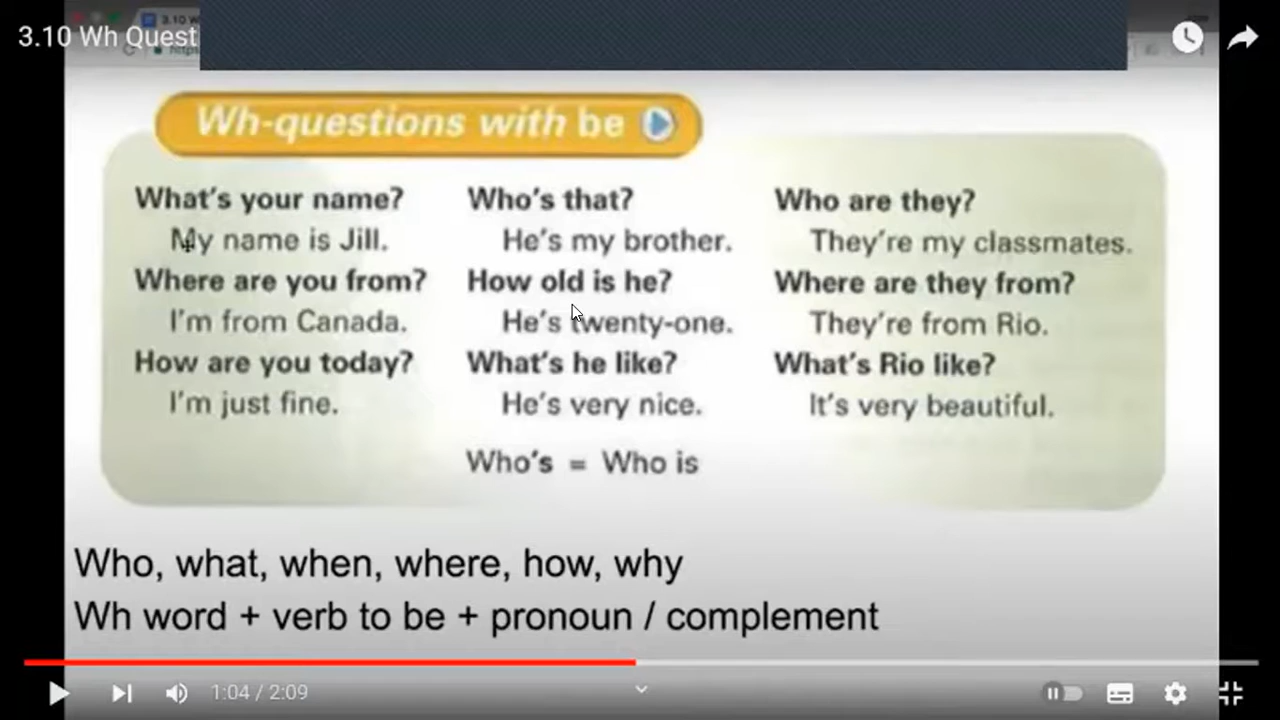 3.10 Wh Quest
Wh-questions with be
What's your name?
My name is Jill.
Where are you from?
I'm from Canada.
How are you today?
I'm just fine.
Who's that?
He's my brother.
How old is he?
He's twenty-one.
What's he like?
He's very nice.
Who's = Who is
Who are they?
They're my classmates.
Where are they from?
They're from Rio.
What's Rio like?
It's very beautiful.
Who, what, when, where, how, why
Wh word + verb to be + pronoun / complement
1:04 / 2:09